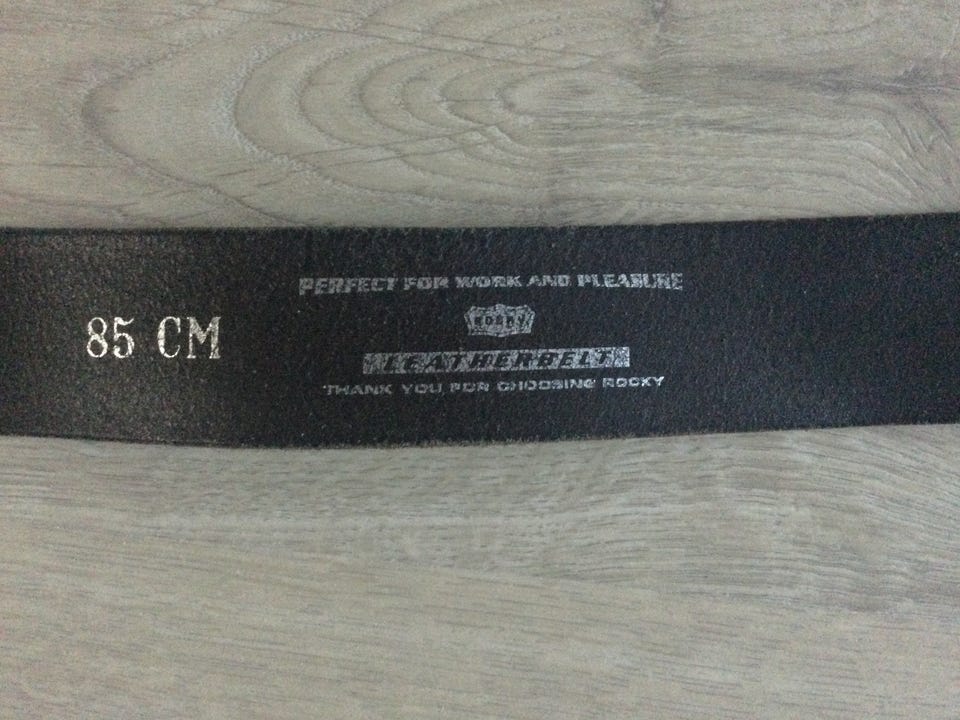 85 CM
PERFECT FOR WORK AND PLEASURE
ROCKY
LEATHERBELT
THANK YOU FOR CHOOSING ROCKY